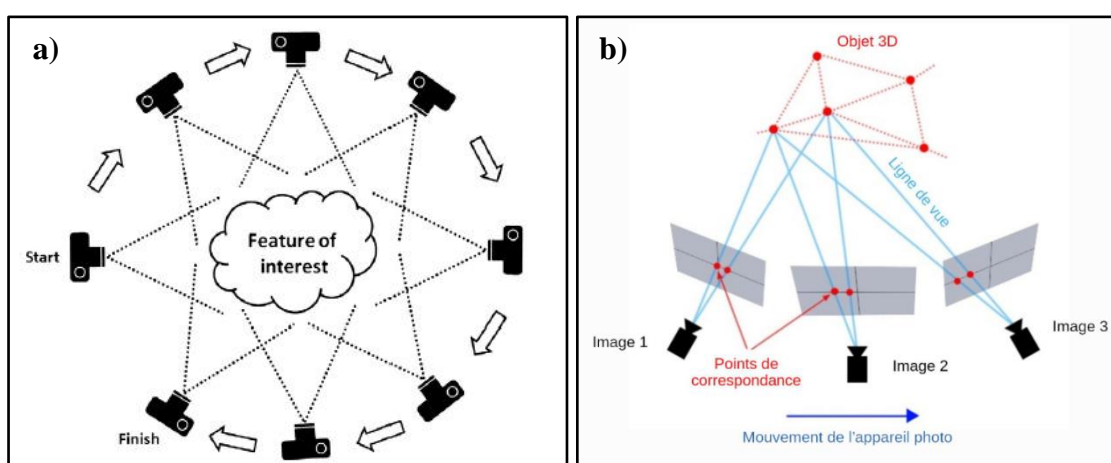 a)
Start
Feature of
interest
Finish
b)
Objet 3D
Ligne de vue
Image 1
Image 2
Image 3
Points de
correspondance
Mouvement de l'appareil photo